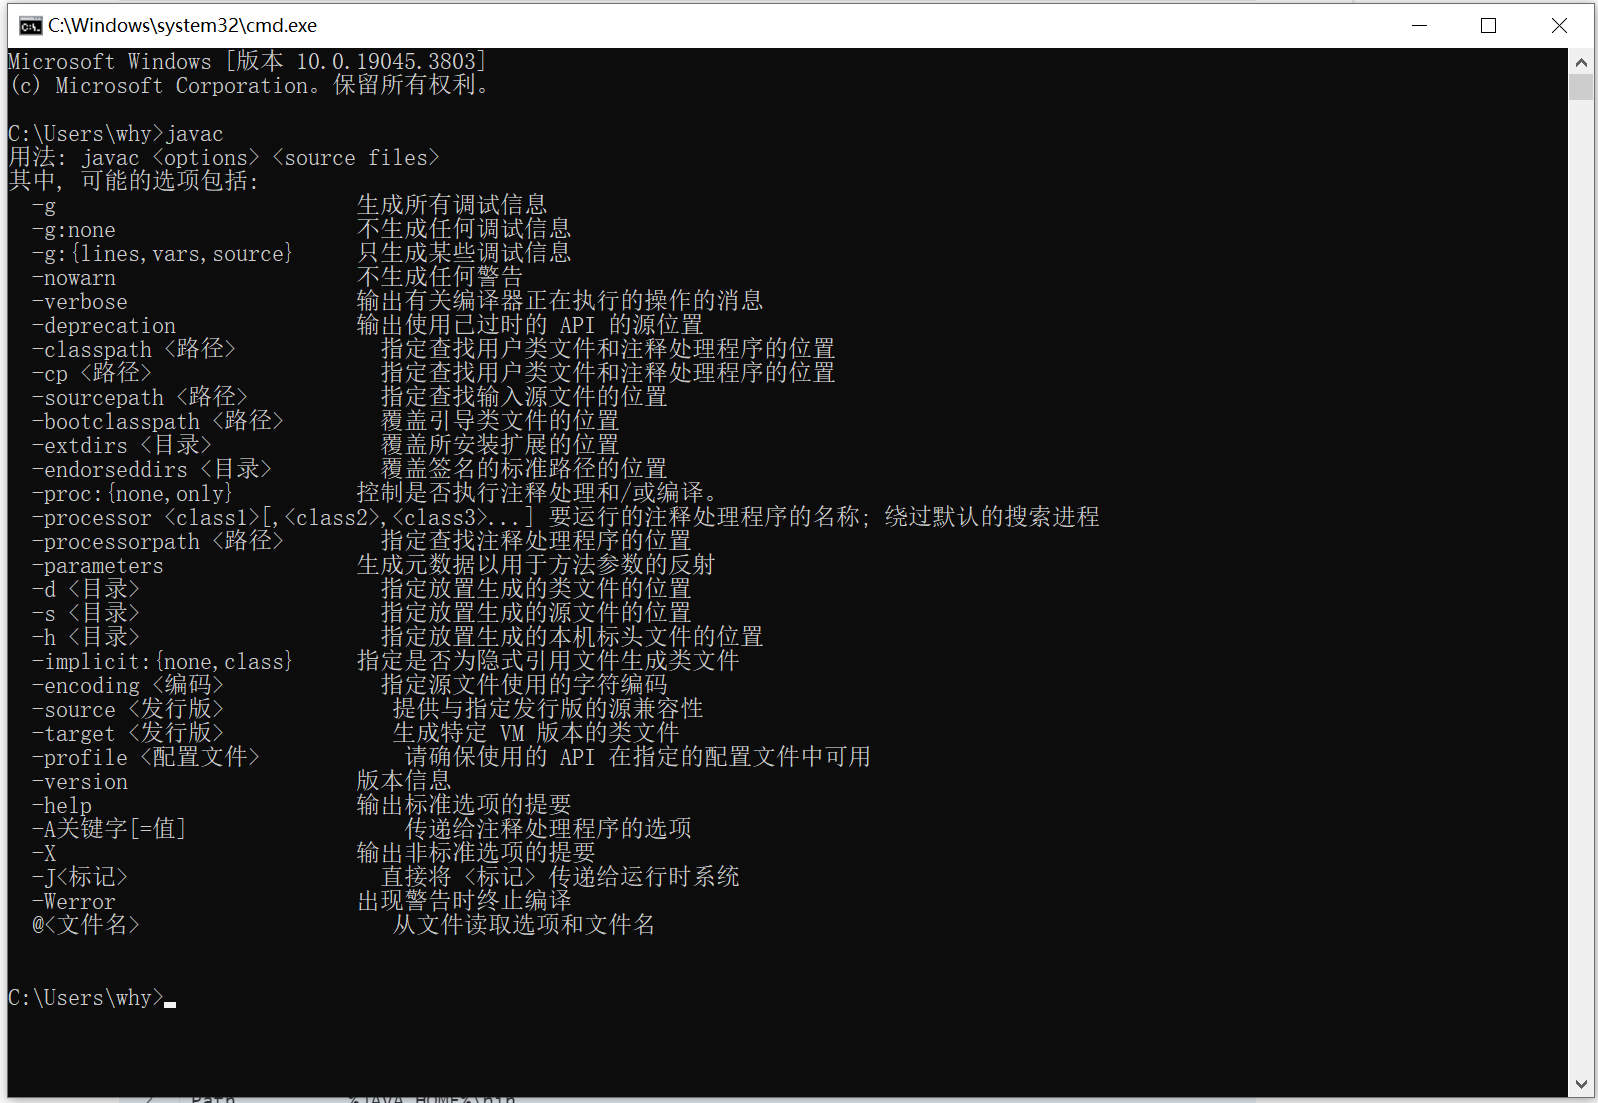 C:\Windows\system32\cmd.exe
Microsoft Windows [版本 10.0.19045.3803]
(c) Microsoft Corporation。保留所有权利。
C:\Users\why>javac
用法: javac <options> <source files>
其中, 可能的选项包括:
-g 生成所有调试信息
-g:none 不生成任何调试信息
-g:{lines,vars,source} 只生成某些调试信息
-nowarn 不生成任何警告
-verbose 输出有关编译器正在执行的操作的消息
-deprecation 输出使用已过时的 API 的源位置
-classpath <路径> 指定查找用户类文件和注释处理程序的位置
-cp <路径> 指定查找用户类文件和注释处理程序的位置
-sourcepath <路径> 指定查找输入源文件的位置
-bootclasspath <路径> 覆盖引导类文件的位置
-extdirs <目录> 覆盖所安装扩展的位置
-endorseddirs <目录> 覆盖签名的标准路径的位置
-proc:{none,only} 控制是否执行注释处理和/或编译。
-processor <class1>[,<class2>,<class3>...] 要运行的注释处理程序的名称; 绕过默认的搜索进程
-processorpath <路径> 指定查找注释处理程序的位置
-parameters 生成元数据以用于方法参数的反射
-d <目录> 指定放置生成的类文件的位置
-s <目录> 指定放置生成的源文件的位置
-h <目录> 指定放置生成的本机标头文件的位置
-implicit:{none,class} 指定是否为隐式引用文件生成类文件
-encoding <编码> 指定源文件使用的字符编码
-source <发行版> 提供与指定发行版的源兼容性
-target <发行版> 生成特定 VM 版本的类文件
-profile <配置文件> 请确保使用的 API 在指定的配置文件中可用
-version 版本信息
-help 输出标准选项的提要
-A关键字[=值] 传递给注释处理程序的选项
-X 输出非标准选项的提要
-J<标记> 直接将 <标记> 传递给运行时系统
-Werror 出现警告时终止编译
@<文件名> 从文件读取选项和文件名
C:\Users\why>
Path %JAVA_HOME%\bin